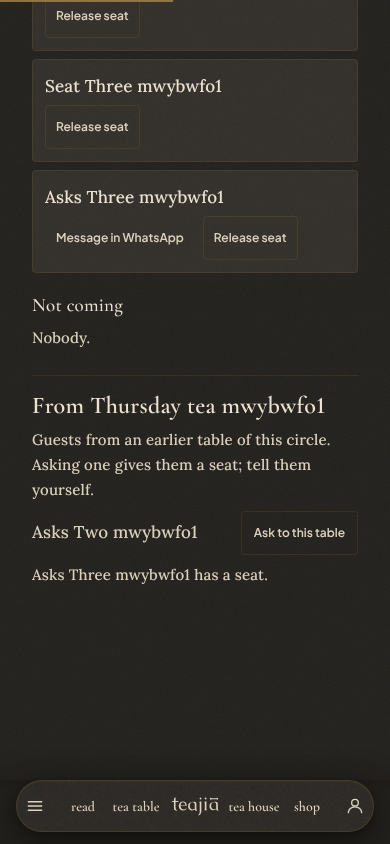 Release seat
Seat Three mwybwfo1
Release seat
Asks Three mwybwfo1
Message in WhatsApp
Release seat
Not coming
Nobody.
From Thursday tea mwybwfo1
Guests from an earlier table of this circle.
Asking one gives them a seat; tell them
yourself.
Asks Two mwybwfo1
Ask to this table
Asks Three mwybwfo1 has a seat.
read
tea table
teajiā
tea house
shop